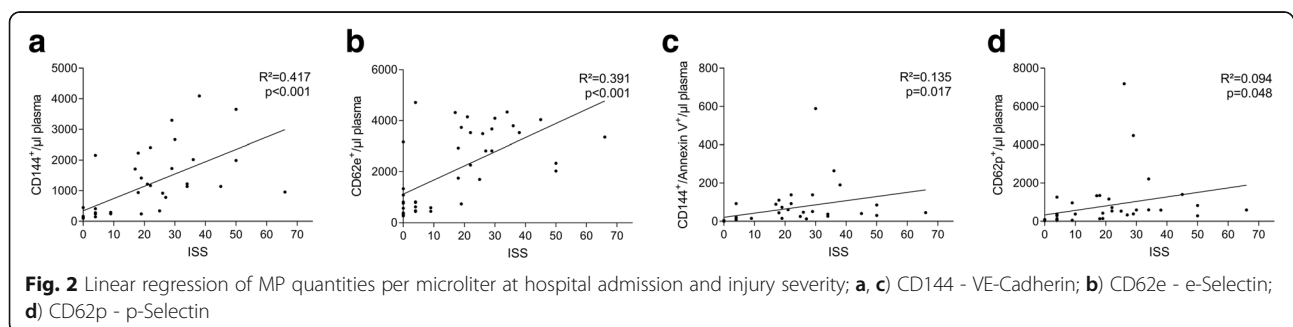 a
5000
4000
3000
2000
1000
0
CD144⁺/µl plasma
0 10 20 30 40 50 60 70
ISS
R²=0.417
p<0.001
b
6000
4000
2000
0
CD62e⁺/µl plasma
0 10 20 30 40 50 60 70
ISS
R²=0.391
p<0.001
c
800
600
400
200
0
CD144⁺/Annexin V⁺/µl plasma
0 10 20 30 40 50 60 70
ISS
R²=0.135
p=0.017
d
8000
6000
4000
2000
0
CD62p⁺/µl plasma
0 10 20 30 40 50 60 70
ISS
R²=0.094
p=0.048
Fig. 2 Linear regression of MP quantities per microliter at hospital admission and injury severity; a, c) CD144 - VE-Cadherin; b) CD62e - e-Selectin;
d) CD62p - p-Selectin